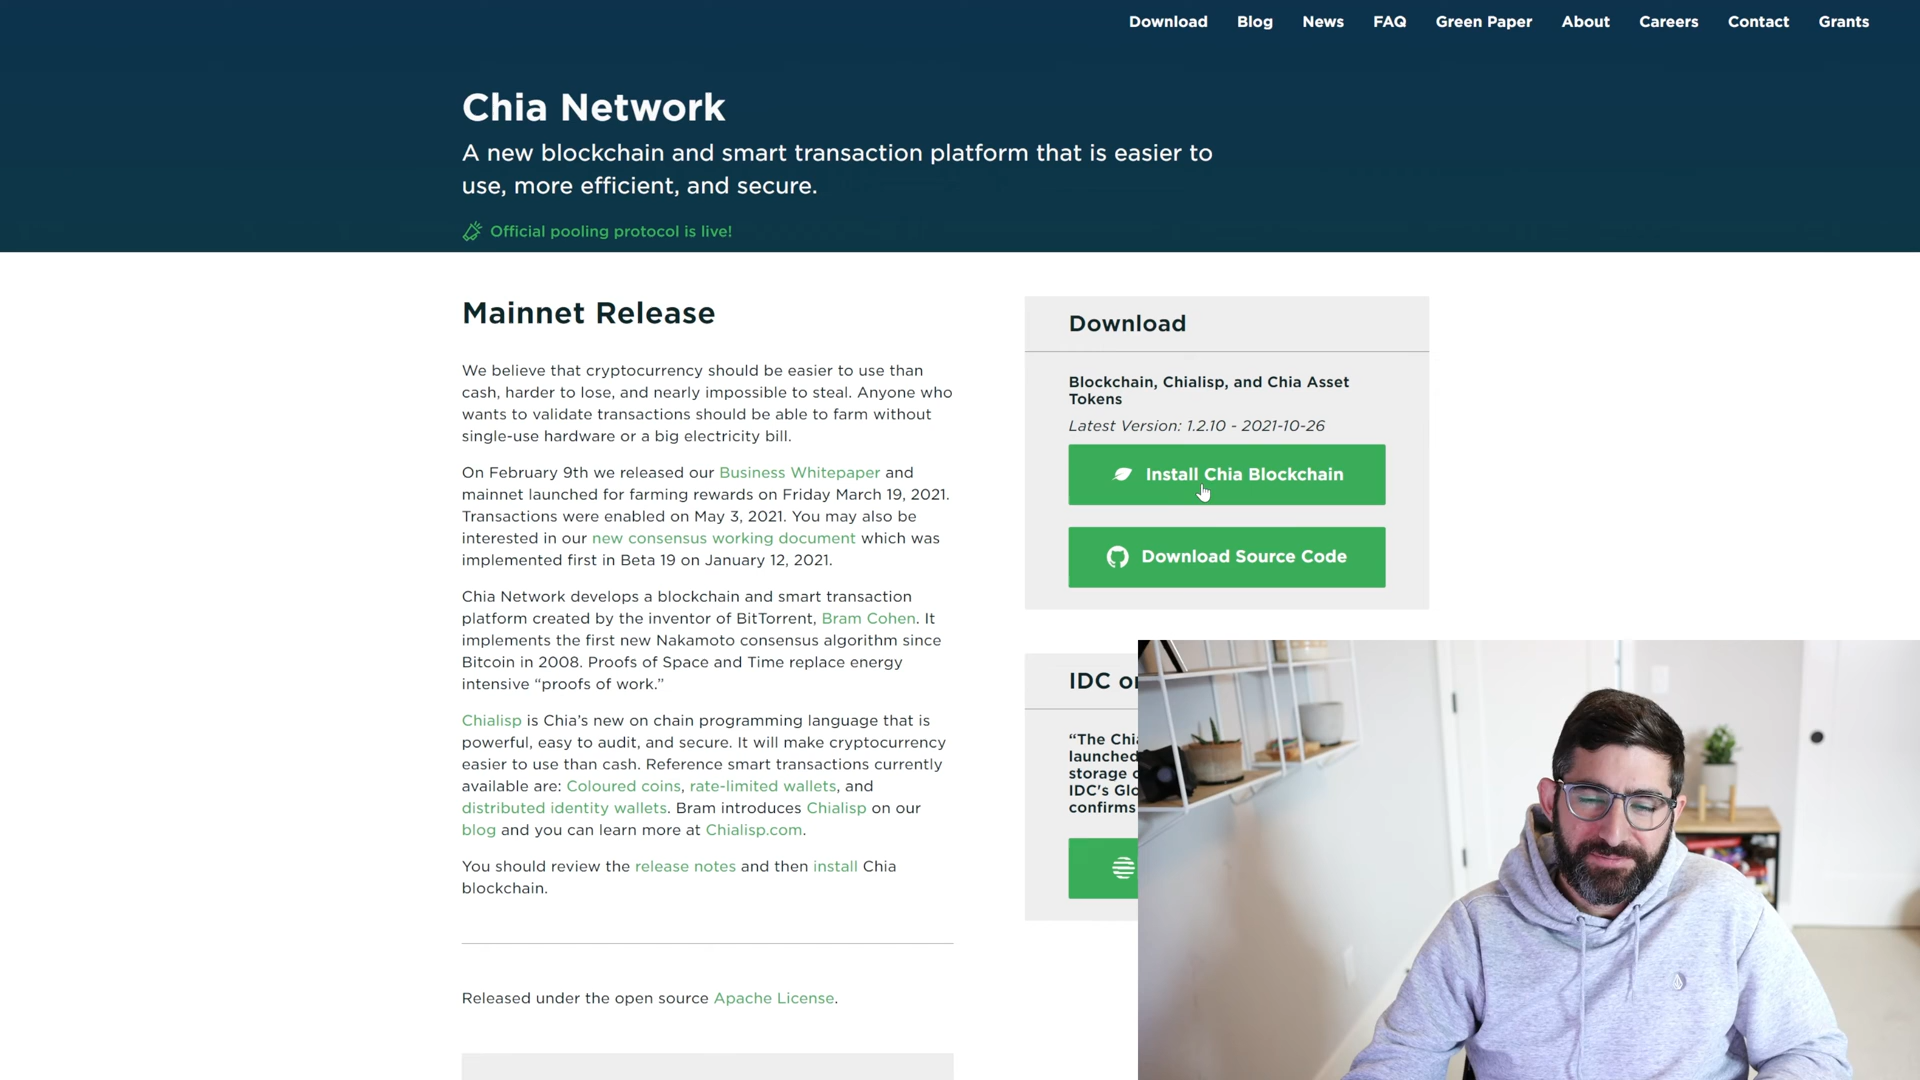 Download Blog News FAQ Green Paper About Careers Contact Grants
Chia Network
A new blockchain and smart transaction platform that is easier to
use, more efficient, and secure.
Official pooling protocol is live!
Mainnet Release
We believe that cryptocurrency should be easier to use than
cash, harder to lose, and nearly impossible to steal. Anyone who
wants to validate transactions should be able to farm without
single-use hardware or a big electricity bill.
On February 9th we released our Business Whitepaper and
mainnet launched for farming rewards on Friday March 19, 2021.
Transactions were enabled on May 3, 2021. You may also be
interested in our new consensus working document which was
implemented first in Beta 19 on January 12, 2021.
Chia Network develops a blockchain and smart transaction
platform created by the inventor of BitTorrent, Bram Cohen. It
implements the first new Nakamoto consensus algorithm since
Bitcoin in 2008. Proofs of Space and Time replace energy
intensive “proofs of work.”
Chialisp is Chia’s new on chain programming language that is
powerful, easy to audit, and secure. It will make cryptocurrency
easier to use than cash. Reference smart transactions currently
available are: Coloured coins, rate-limited wallets, and
distributed identity wallets. Bram introduces Chialisp on our
blog and you can learn more at Chialisp.com.
You should review the release notes and then install Chia
blockchain.
Released under the open source Apache License.
Download
Blockchain, Chialisp, and Chia Asset
Tokens
Latest Version: 1.2.10 - 2021-10-26
Install Chia Blockchain
Download Source Code
IDC
“The
launched
storage
IDC's
confirms